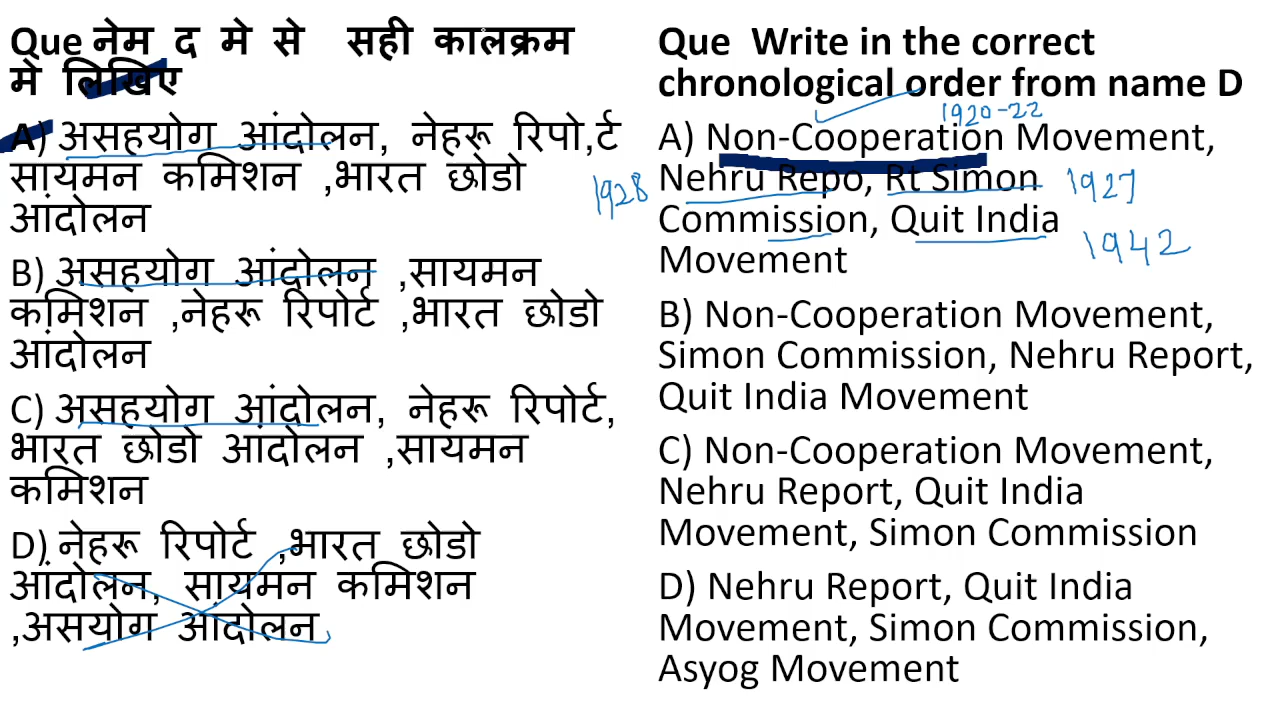 Que नेम द मे से सही कालक्रम
मे लिखिए
A) असहयोग आंदोलन, नेहरू रिपो,र्ट
सायमन कमिशन ,भारत छोडो
आंदोलन
B) असहयोग आंदोलन ,सायमन
कमिशन ,नेहरू रिपोर्ट ,भारत छोडो
आंदोलन
C) असहयोग आंदोलन, नेहरू रिपोर्ट,
भारत छोडो आंदोलन ,सायमन
कमिशन
D) नेहरू रिपोर्ट ,भारत छोडो
आंदोलन, सायमन कमिशन
,असयोग आंदोलन
Que Write in the correct
chronological order from name D
1920-22
A) Non-Cooperation Movement,
1928 Nehru Repo, Rt Simon 1927
Commission, Quit India
1942
Movement
B) Non-Cooperation Movement,
Simon Commission, Nehru Report,
Quit India Movement
C) Non-Cooperation Movement,
Nehru Report, Quit India
Movement, Simon Commission
D) Nehru Report, Quit India
Movement, Simon Commission,
Asyog Movement